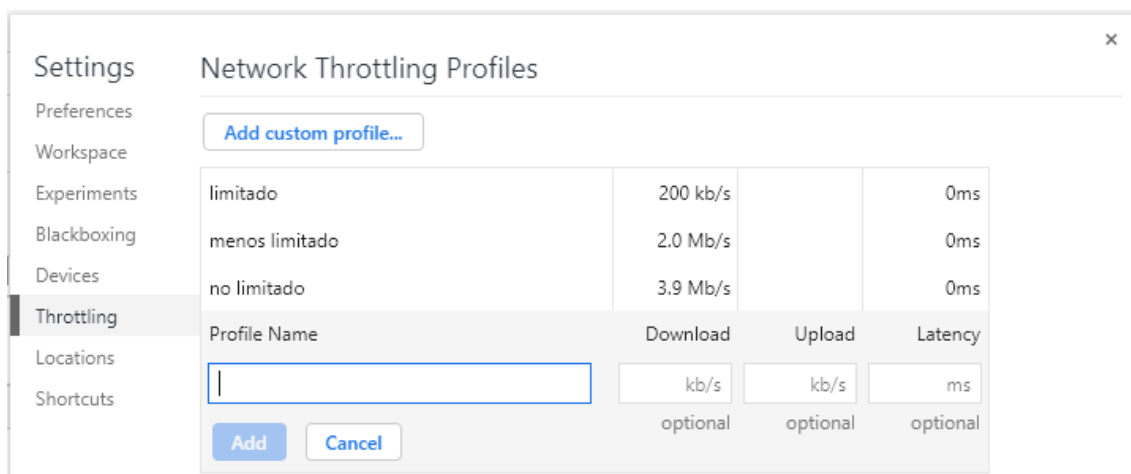 ×
Settings
Network Throttling Profiles
Preferences
Add custom profile...
Workspace
Experiments
limitado 200 kb/s 0ms
Blackboxing
menos limitado 2.0 Mb/s 0ms
Devices
no limitado 3.9 Mb/s 0ms
Throttling
Profile Name Download Upload Latency
Locations
kb/s kb/s ms
Shortcuts
optional optional optional
Add Cancel